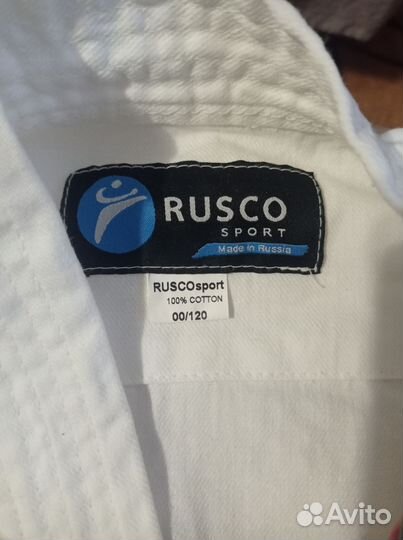 RUSCO
SPORT
Made in Russia
RUSCOsport
100% COTTON
00/120
Avito